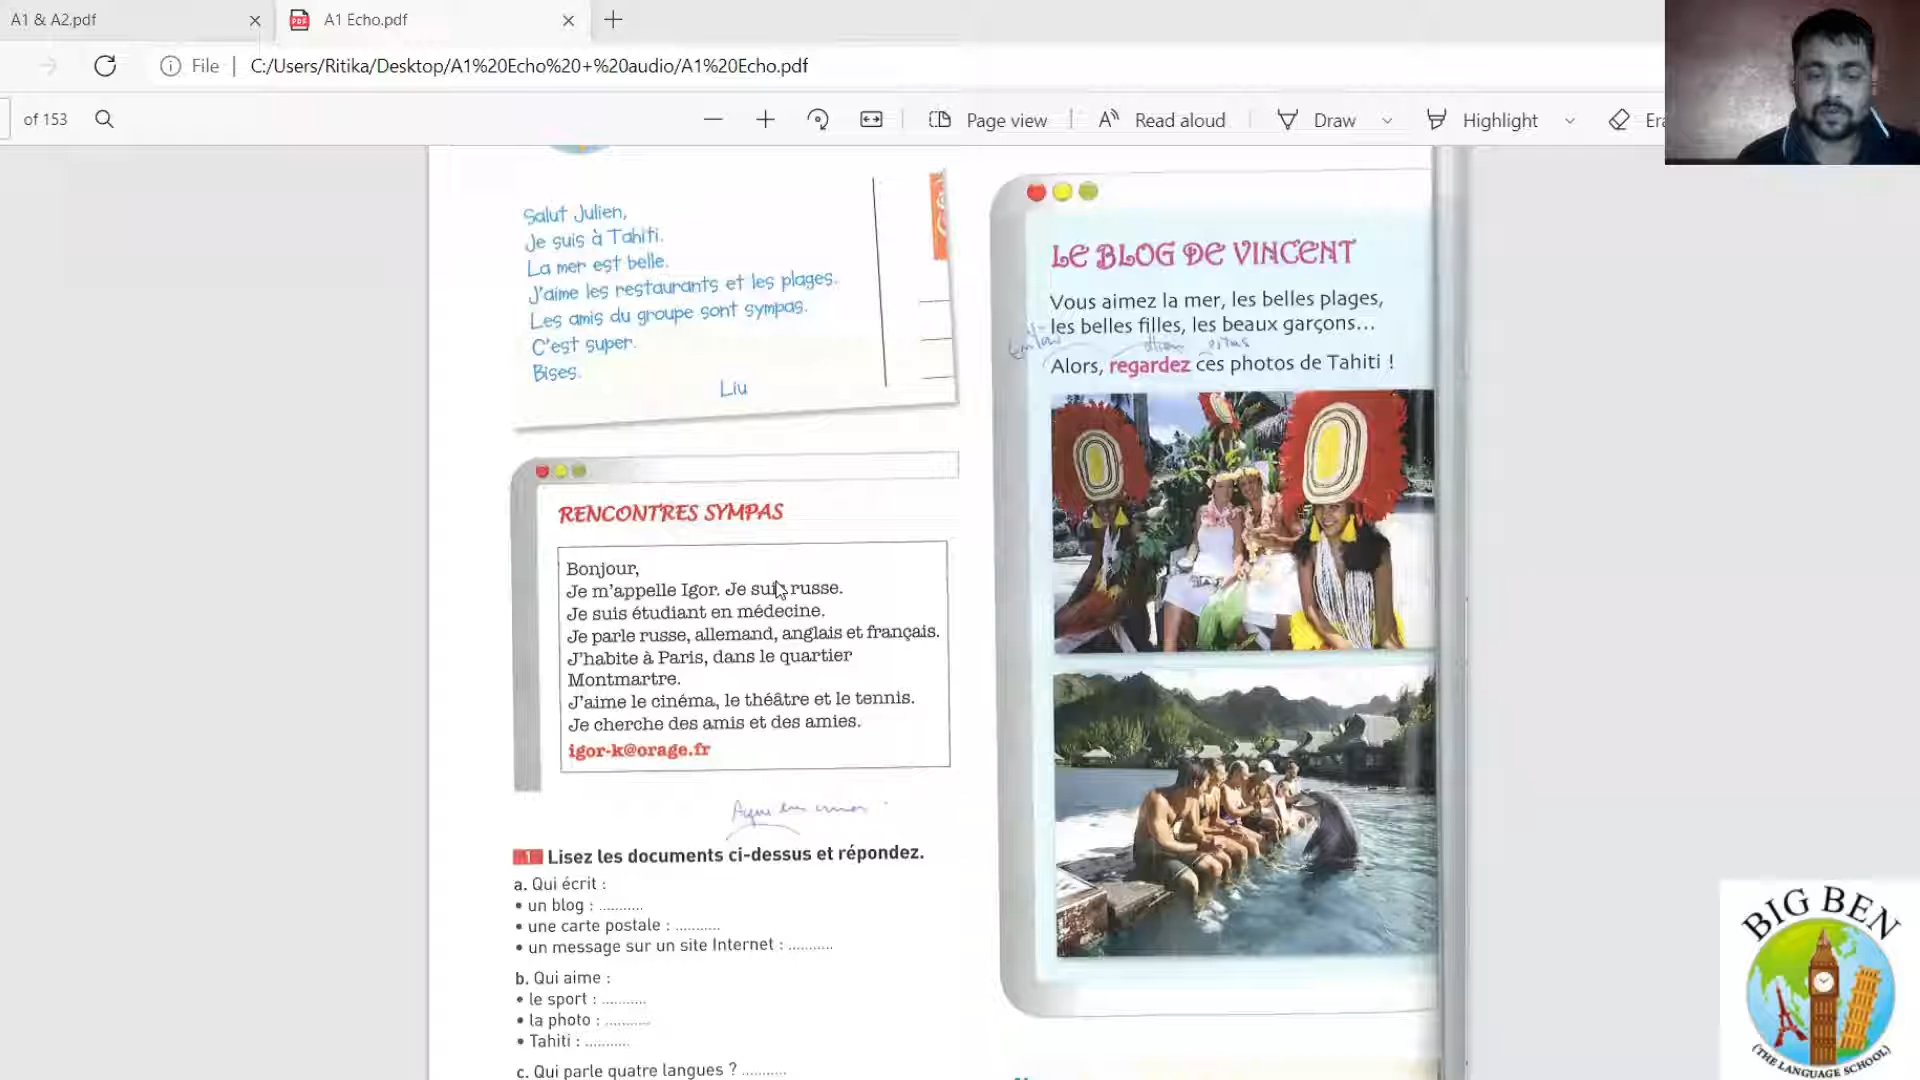 A1 & A2.pdf
A1 Echo.pdf
File
C:/Users/Ritika/Desktop/A1%20Echo%20+%20audio/A1%20Echo.pdf
of 153
Page view
Read aloud
Draw
Highlight
Salut Julien,
Je suis à Tahiti.
La mer est belle.
J'aime les restaurants et les plages.
Les amis du groupe sont sympas.
C'est super.
Bises.
Liu
RENCONTRES SYMPAS
Bonjour,
Je m'appelle Igor. Je suis russe.
Je suis étudiant en médecine.
Je parle russe, allemand, anglais et français.
J'habite à Paris, dans le quartier
Montmartre.
J'aime le cinéma, le théâtre et le tennis.
Je cherche des amis et des amies.
igor-k@orage.fr
1 Lisez les documents ci-dessus et répondez.
a. Qui écrit :
• un blog : ...........
• une carte postale : ...........
• un message sur un site Internet : ...........
b. Qui aime :
• le sport : ...........
• la photo : ...........
• Tahiti : ...........
c. Qui parle quatre langues ? ...........
LE BLOG DE VINCENT
Vous aimez la mer, les belles plages,
les belles filles, les beaux garçons...
Alors, regardez ces photos de Tahiti !
BIG BEN
(THE LANGUAGE SCHOOL)